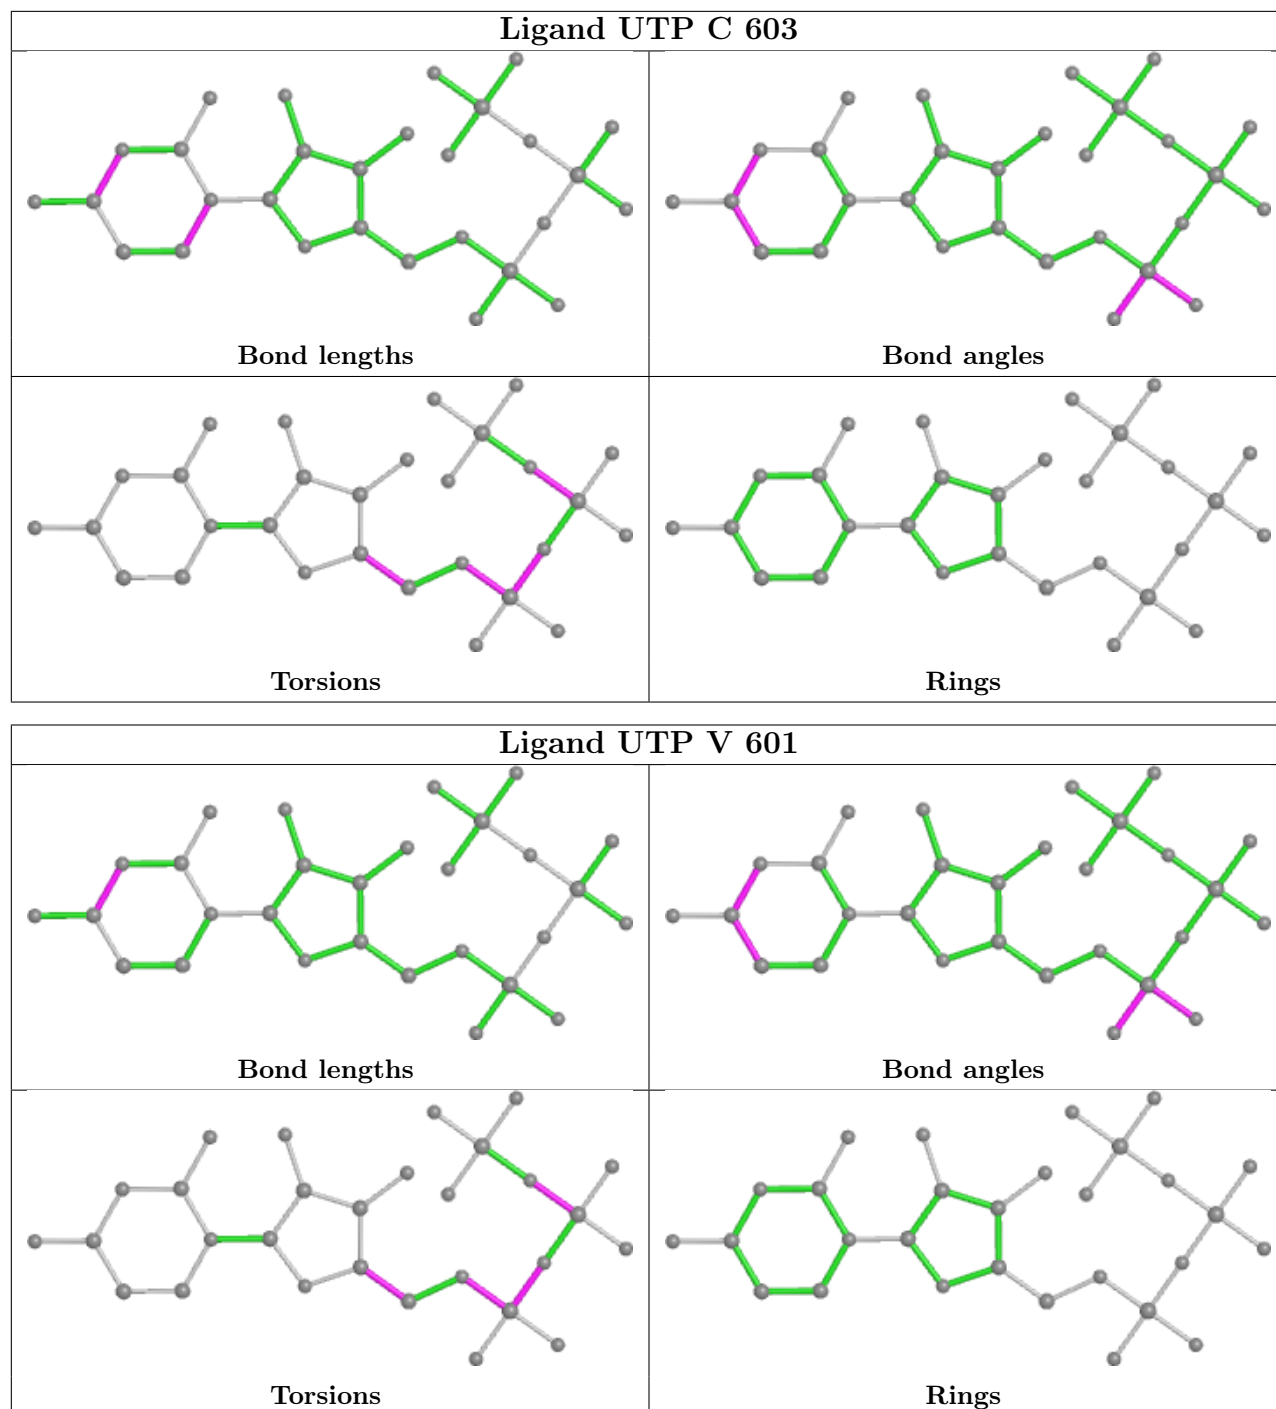 Ligand UTP C 603
Bond lengths
Bond angles
Torsions
Rings
Ligand UTP V 601
Bond lengths
Bond angles
Torsions
Rings